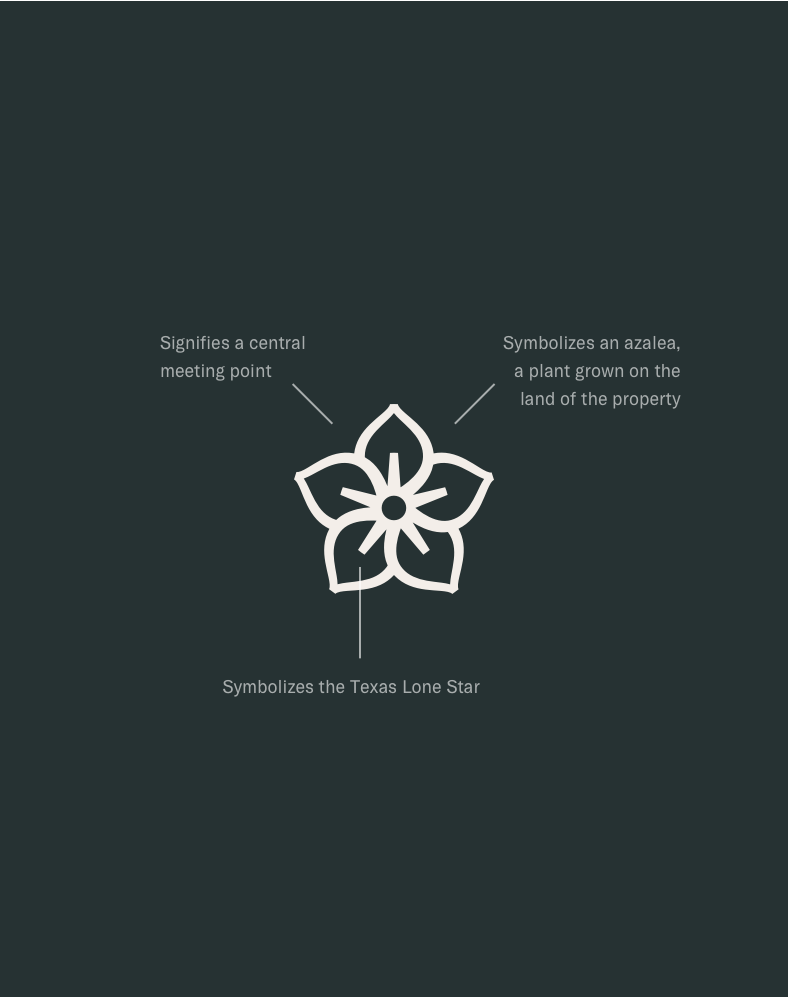 Signifies a central
meeting point
Symbolizes an azalea,
a plant grown on the
land of the property
Symbolizes the Texas Lone Star